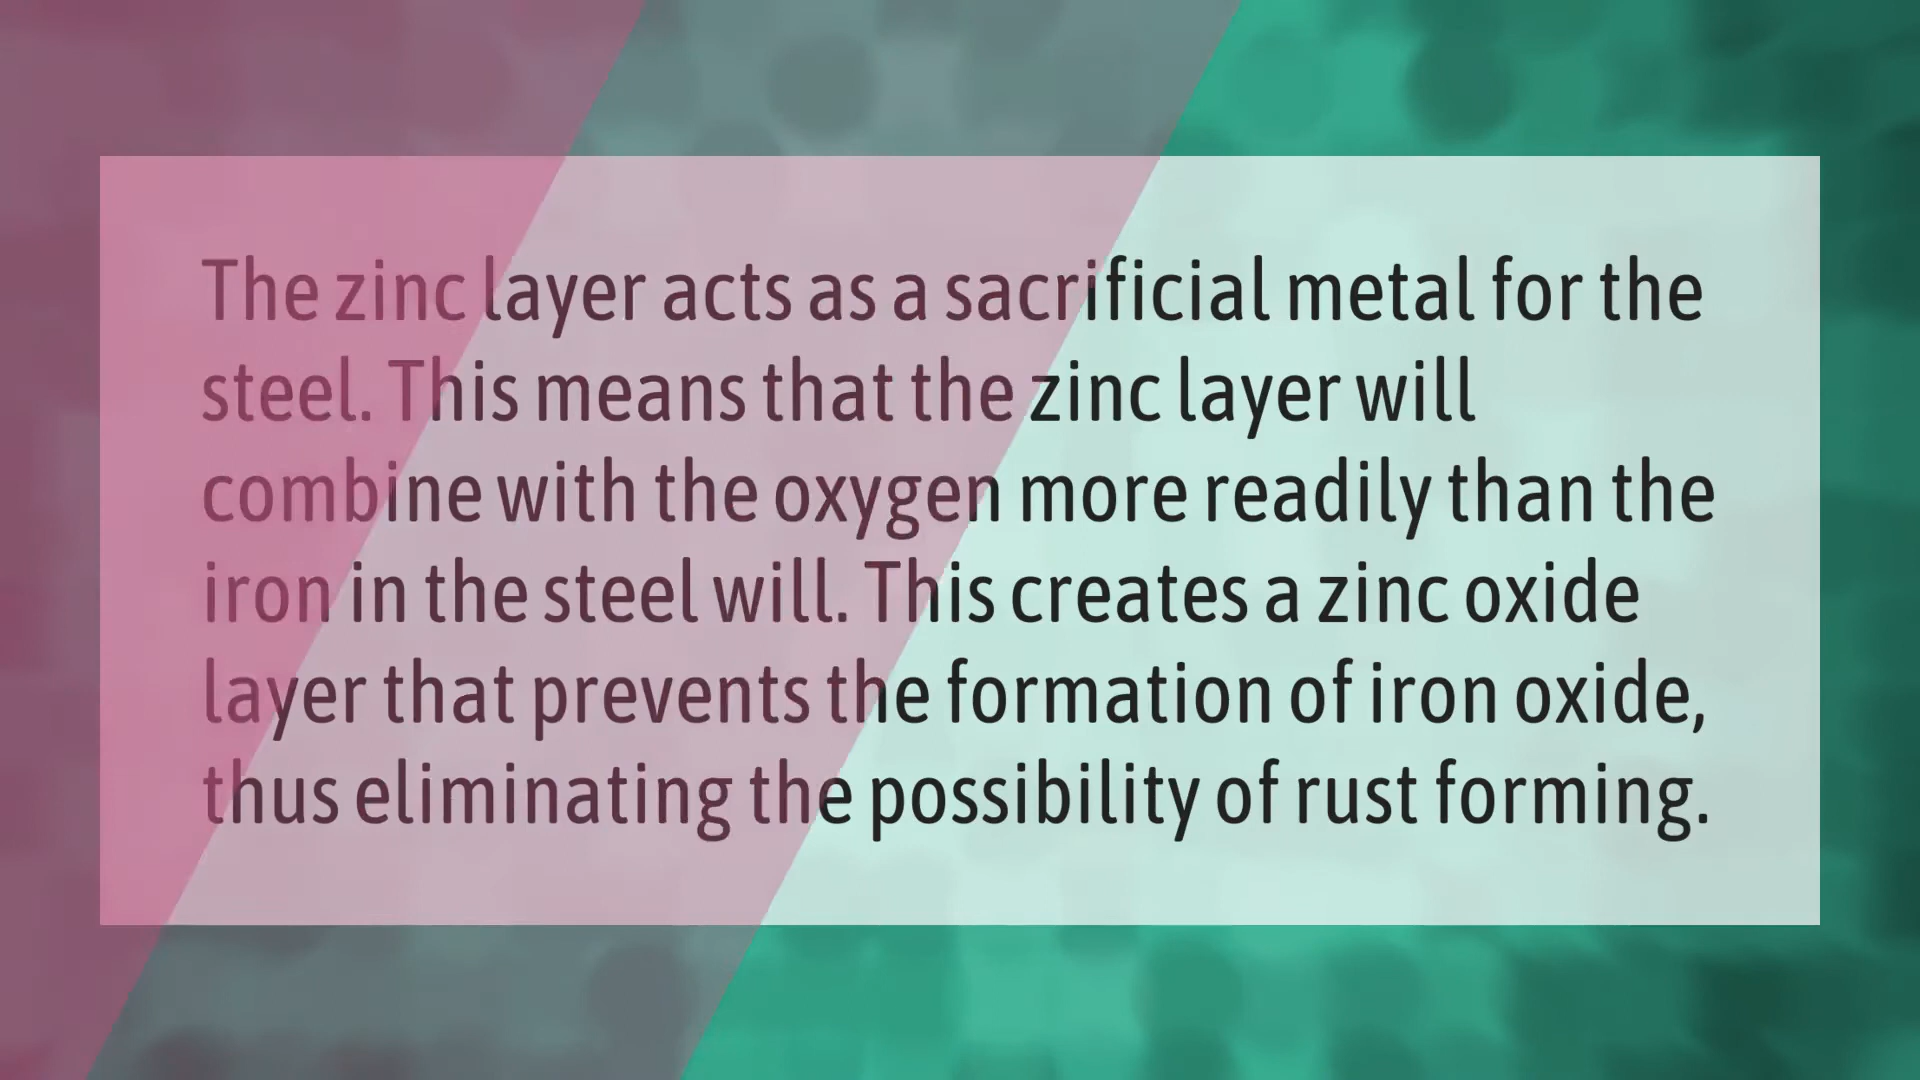 The zinc layer acts as a sacrificial metal for the
steel. This means that the zinc layer will
combine with the oxygen more readily than the
iron in the steel will. This creates a zinc oxide
layer that prevents the formation of iron oxide,
thus eliminating the possibility of rust forming.